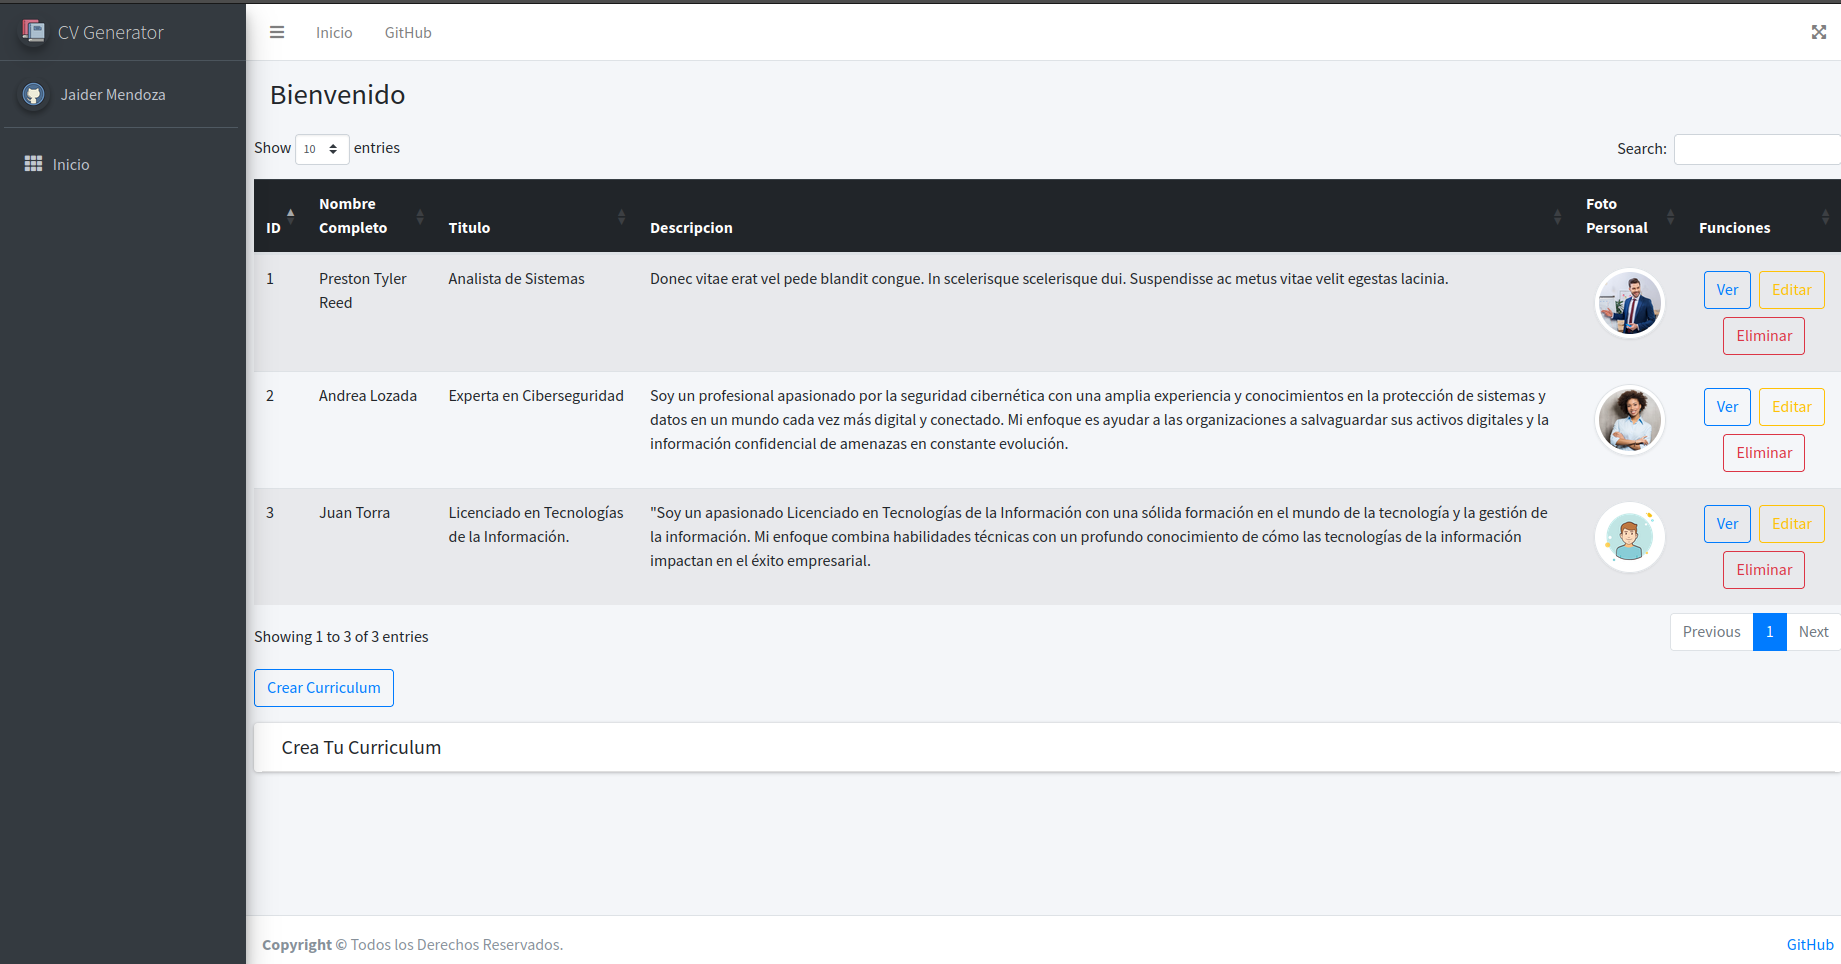 CV Generator
Jaider Mendoza
Inicio
Inicio GitHub
Bienvenido
Show 10 entries
Search:
ID Nombre Completo Titulo Descripcion Foto Personal Funciones
1 Preston Tyler Reed Analista de Sistemas Donec vitae erat vel pede blandit congue. In scelerisque scelerisque dui. Suspendisse ac metus vitae velit egestas lacinia. Ver Editar
Eliminar
2 Andrea Lozada Experta en Ciberseguridad Soy un profesional apasionado por la seguridad cibernética con una amplia experiencia y conocimientos en la protección de sistemas y
datos en un mundo cada vez más digital y conectado. Mi enfoque es ayudar a las organizaciones a salvaguardar sus activos digitales y la
información confidencial de amenazas en constante evolución.
Ver Editar
Eliminar
3 Juan Torra Licenciado en Tecnologías de la Información. "Soy un apasionado Licenciado en Tecnologías de la Información con una sólida formación en el mundo de la tecnología y la gestión de
la información. Mi enfoque combina habilidades técnicas con un profundo conocimiento de cómo las tecnologías de la información
impactan en el éxito empresarial.
Ver Editar
Eliminar
Showing 1 to 3 of 3 entries
Previous 1 Next
Crear Curriculum
Crea Tu Curriculum
Copyright © Todos los Derechos Reservados.
GitHub